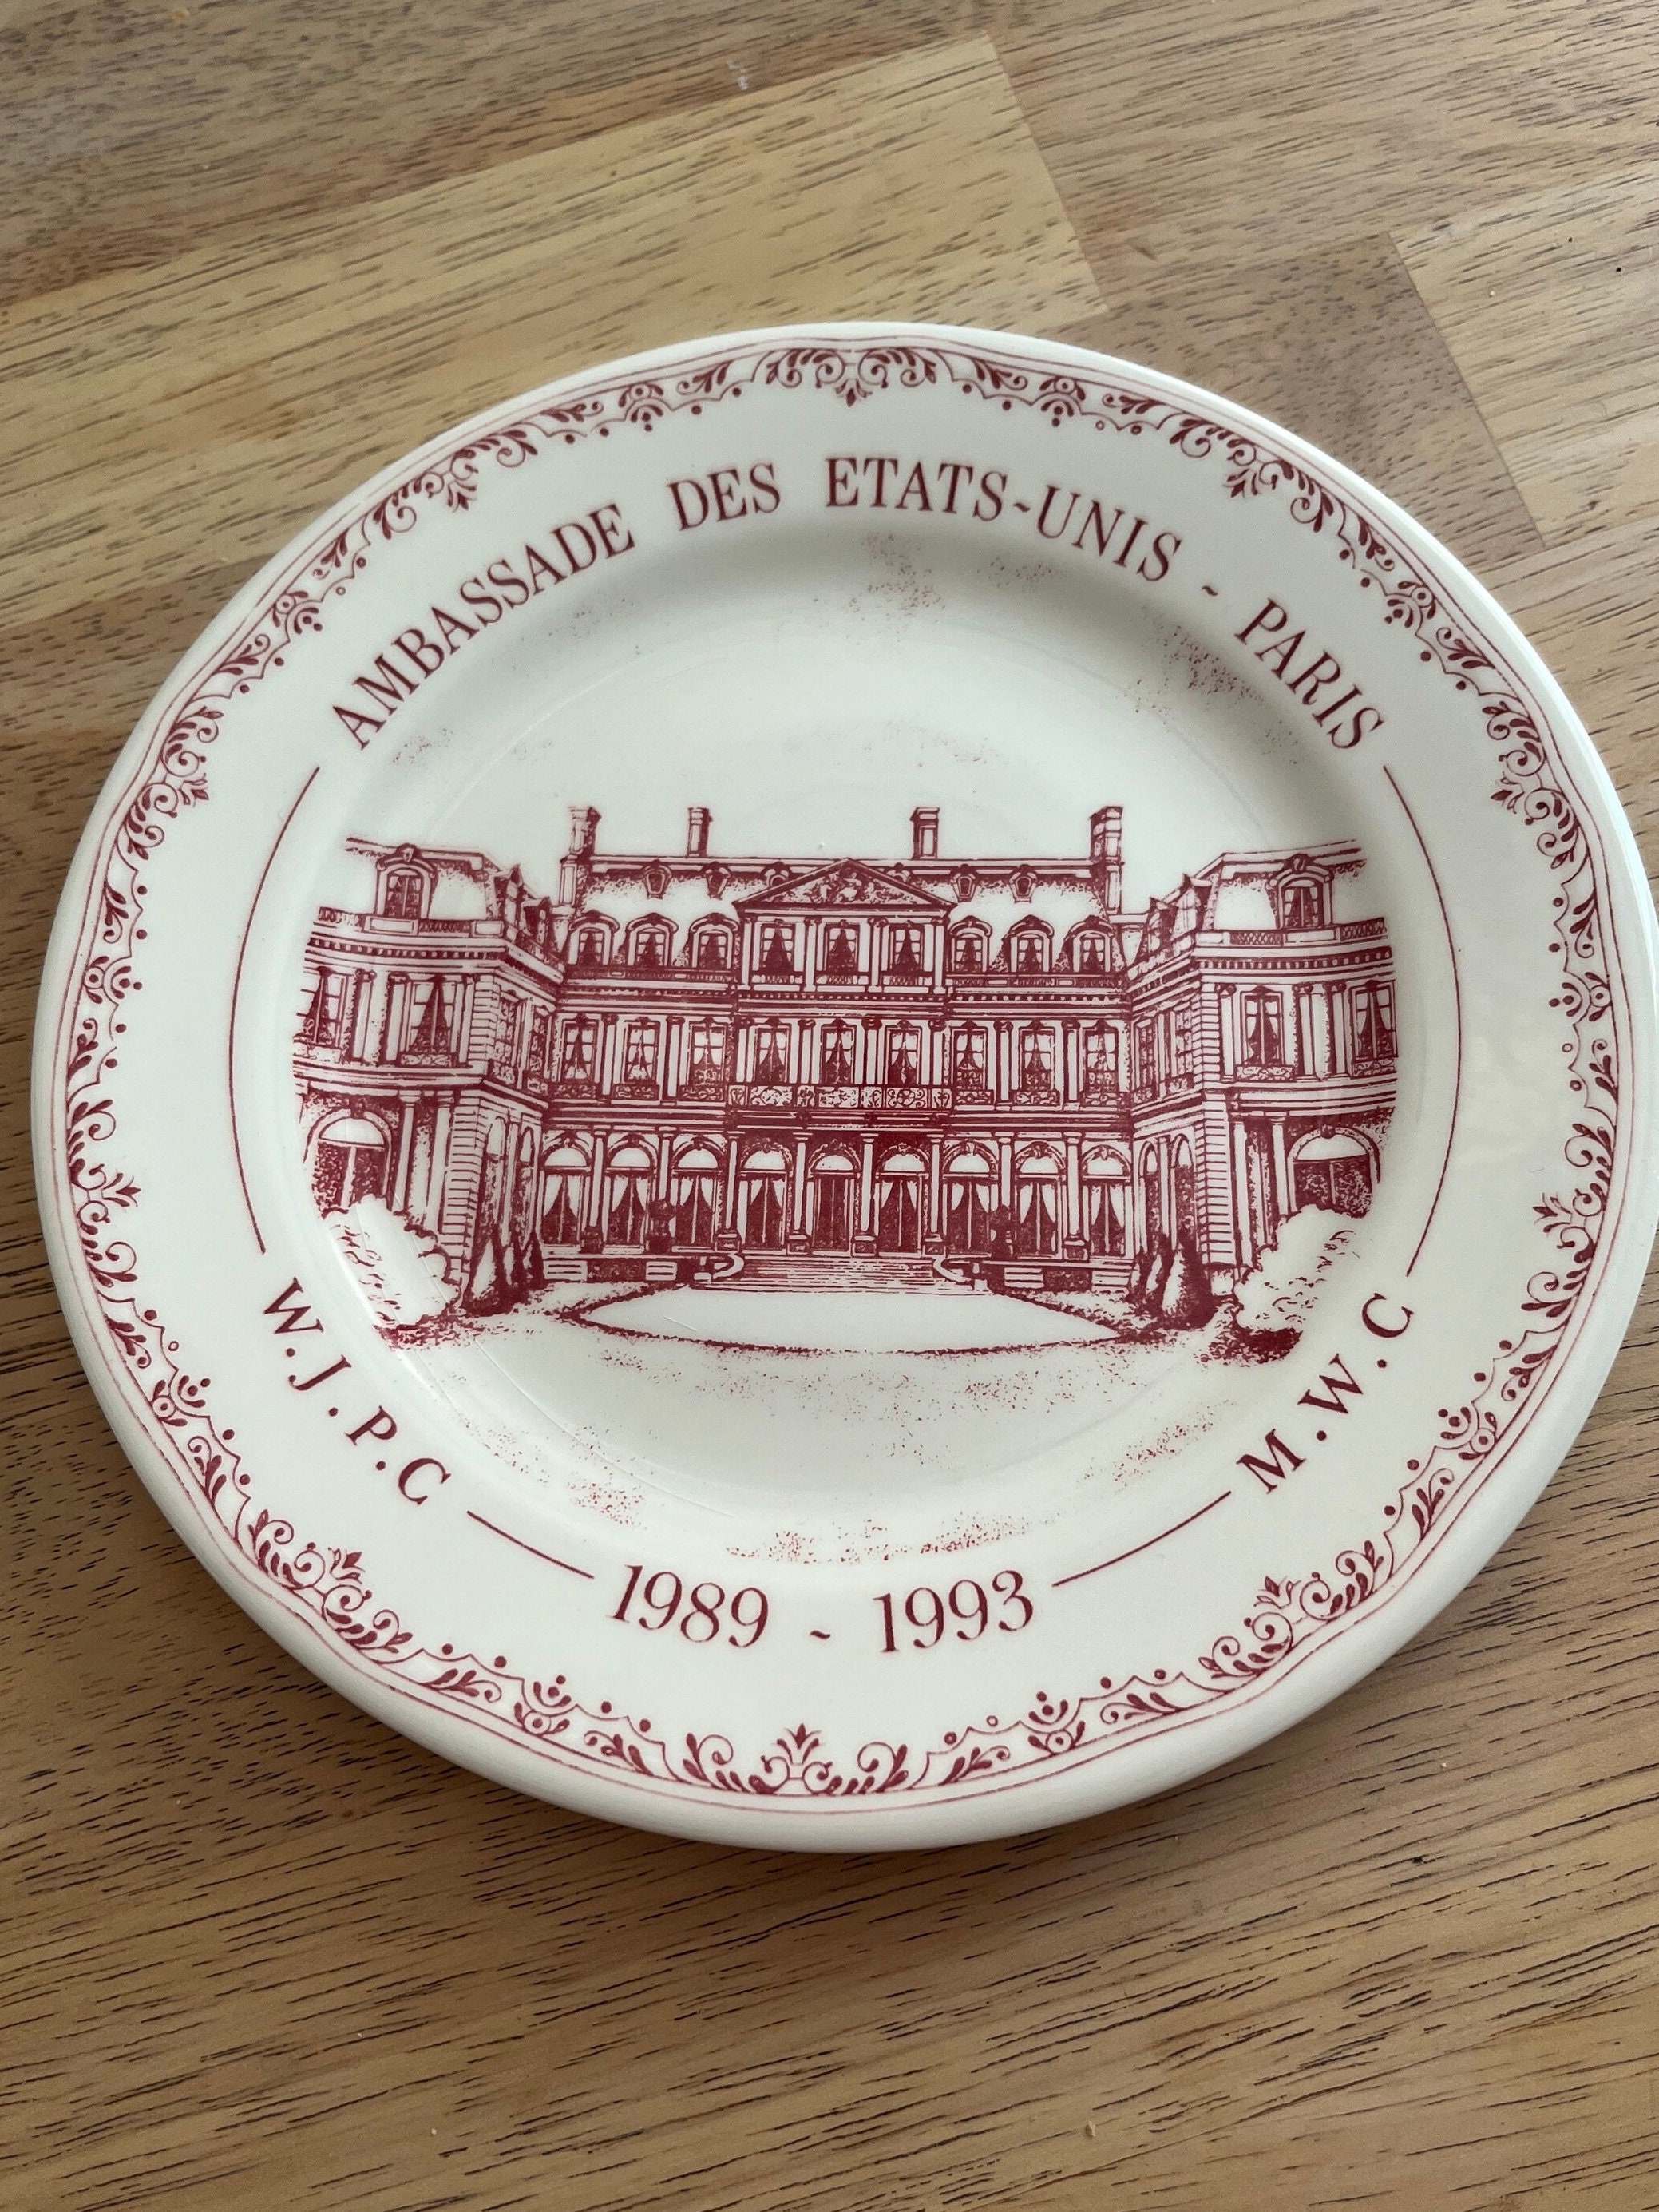 AMBASSADE DES ETATS-UNIS - PARIS
W.J.P.C
1989 - 1993
M.W.C